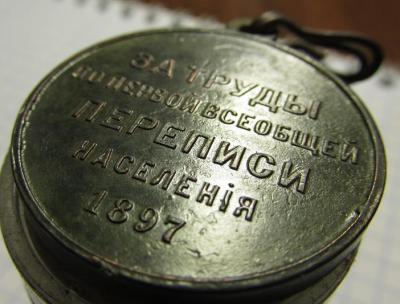 ЗА ТРУДЫ
ПО ПЕРВОЙ ВСЕОБЩЕЙ
ПЕРЕПИСИ
НАСЕЛЕНІЯ
1897